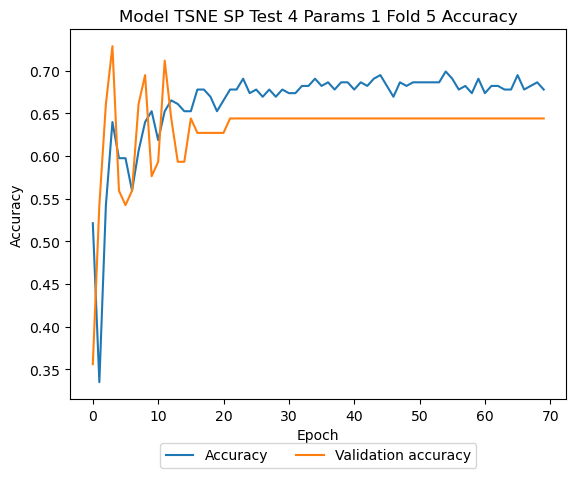 Model TSNE SP Test 4 Params 1 Fold 5 Accuracy
0.70
0.65
0.60
0.55
0.50
0.45
0.40
0.35
Accuracy
0 10 20 30 40 50 60 70
Epoch
Accuracy Validation accuracy